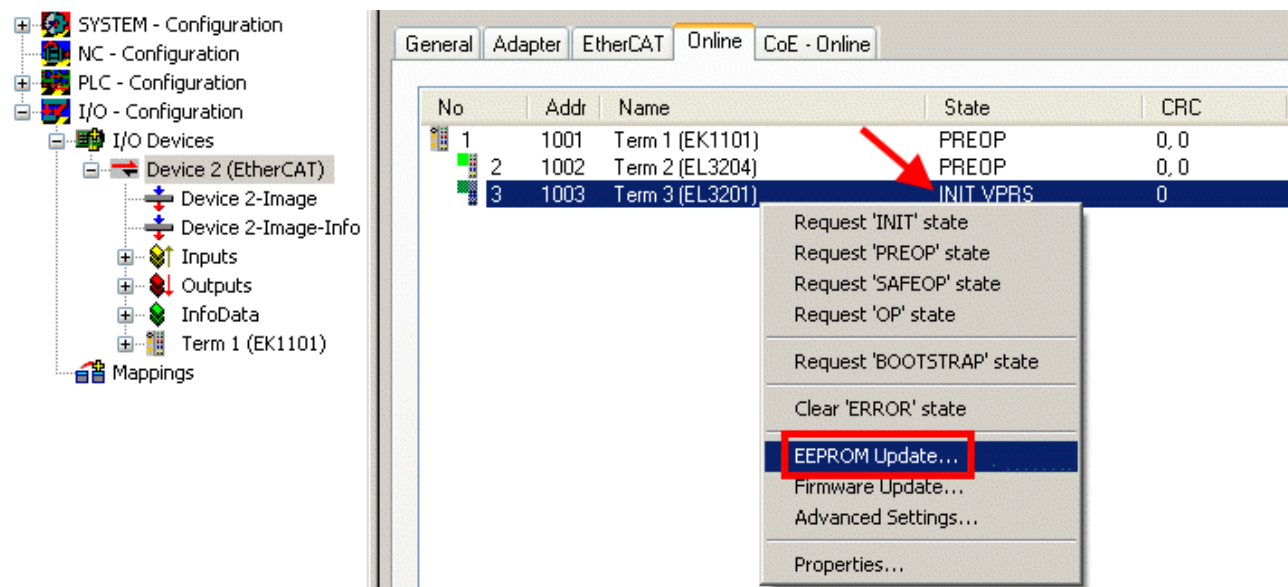 SYSTEM - Configuration
NC - Configuration
PLC - Configuration
I/O - Configuration
I/O Devices
Device 2 (EtherCAT)
Device 2-Image
Device 2-Image-Info
Inputs
Outputs
InfoData
Term 1 (EK1101)
Mappings
General Adapter EtherCAT Online CoE - Online
No Addr Name State CRC
1 1001 Term 1 (EK1101) PREOP 0, 0
2 1002 Term 2 (EL3204) PREOP 0, 0
3 1003 Term 3 (EL3201) INIT VPRS 0
Request 'INIT' state
Request 'PREOP' state
Request 'SAFEOP' state
Request 'OP' state
Request 'BOOTSTRAP' state
Clear 'ERROR' state
EEPROM Update...
Firmware Update...
Advanced Settings...
Properties...